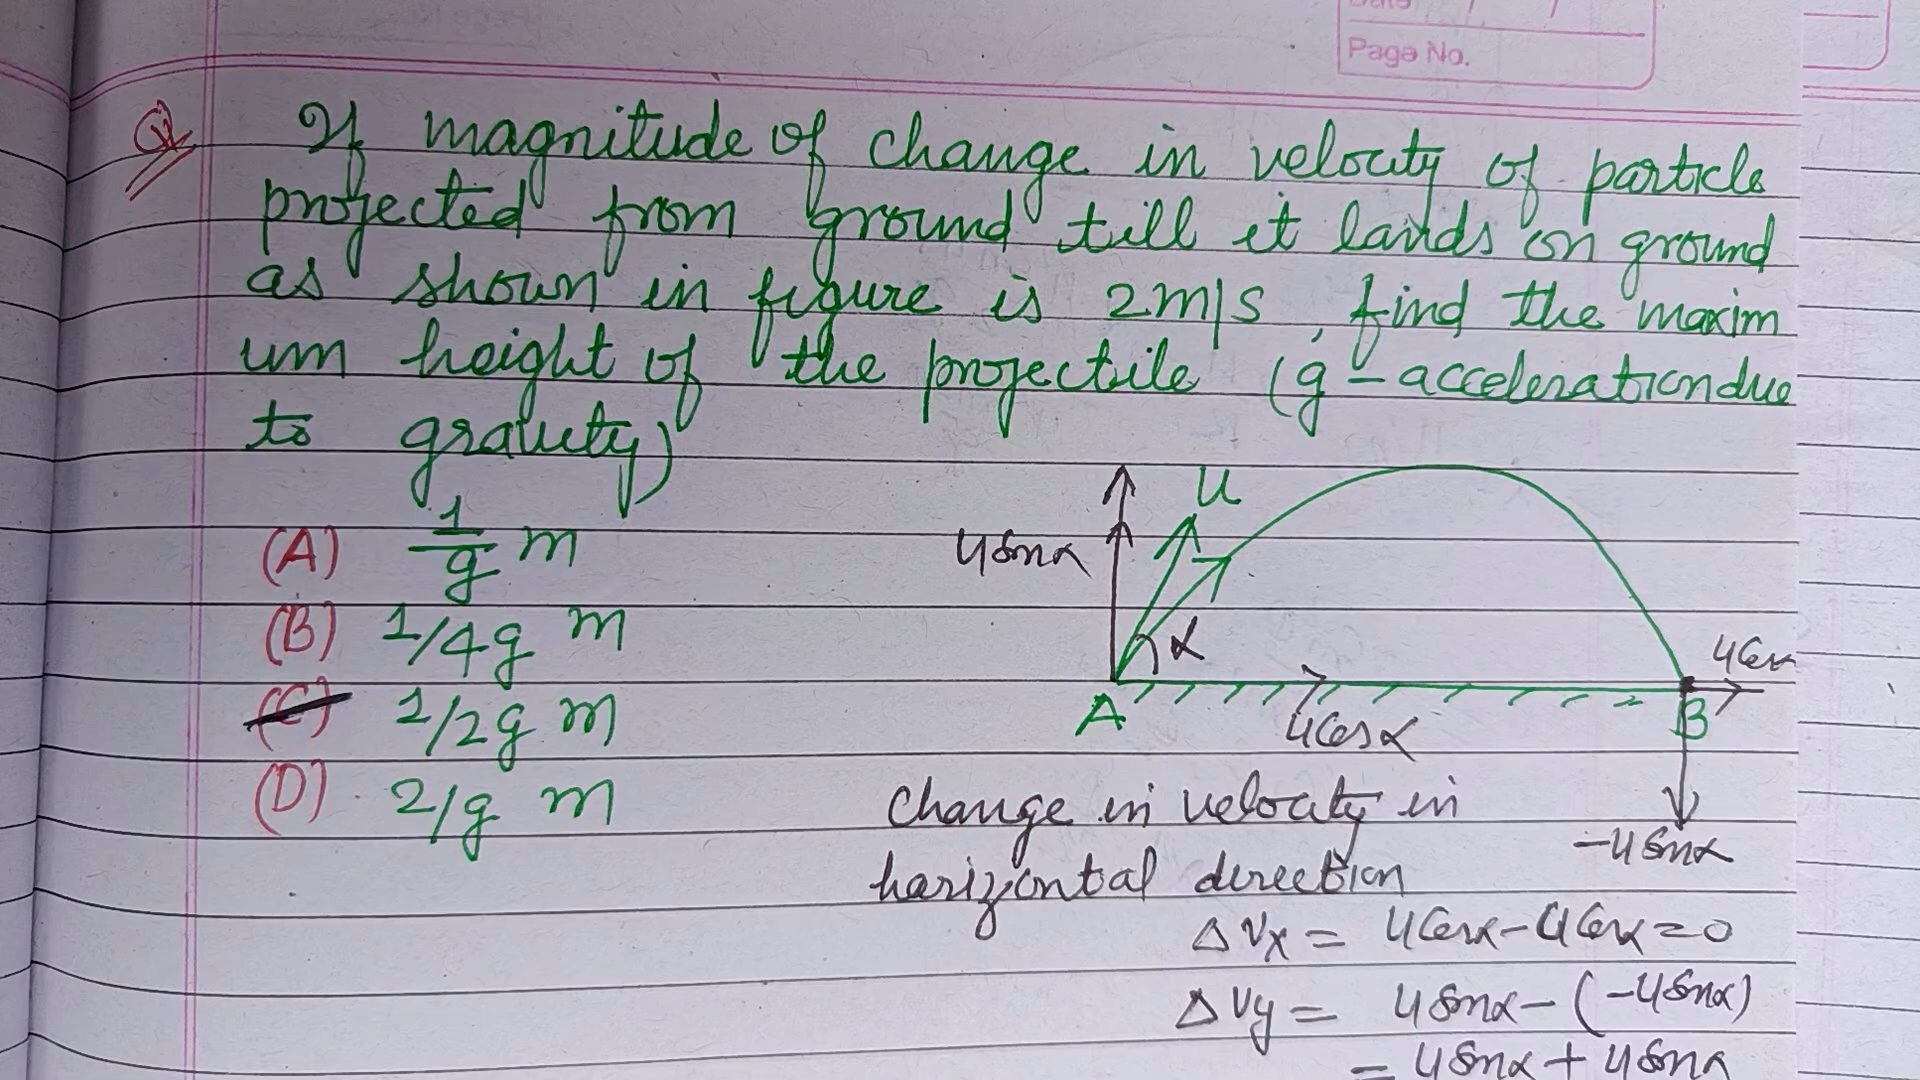 Page No.
Q
If magnitude of change in velocity of particle
projected from ground till it lands on ground
as shown in figure is 2m/s, find the maxim
um height of the projectile (g - acceleration due
to gravity)
(A) 1/g m
(B) 1/4g m
(C) 1/2g m
(D) 2/g m
u
usinα
α
ucosα
A
ucosα
B
-usinα
Change in velocity in
horizontal direction
ΔVx = ucosα-ucosα=0
ΔVy = usinα-(-usinα)
= usinα+usinα